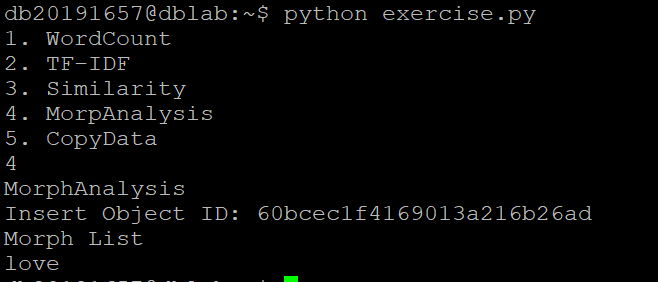 db20191657@dblab:~$ python exercise.py
1. WordCount
2. TF-IDF
3. Similarity
4. MorpAnalysis
5. CopyData
4
MorphAnalysis
Insert Object ID: 60bcec1f4169013a216b26ad
Morph List
love